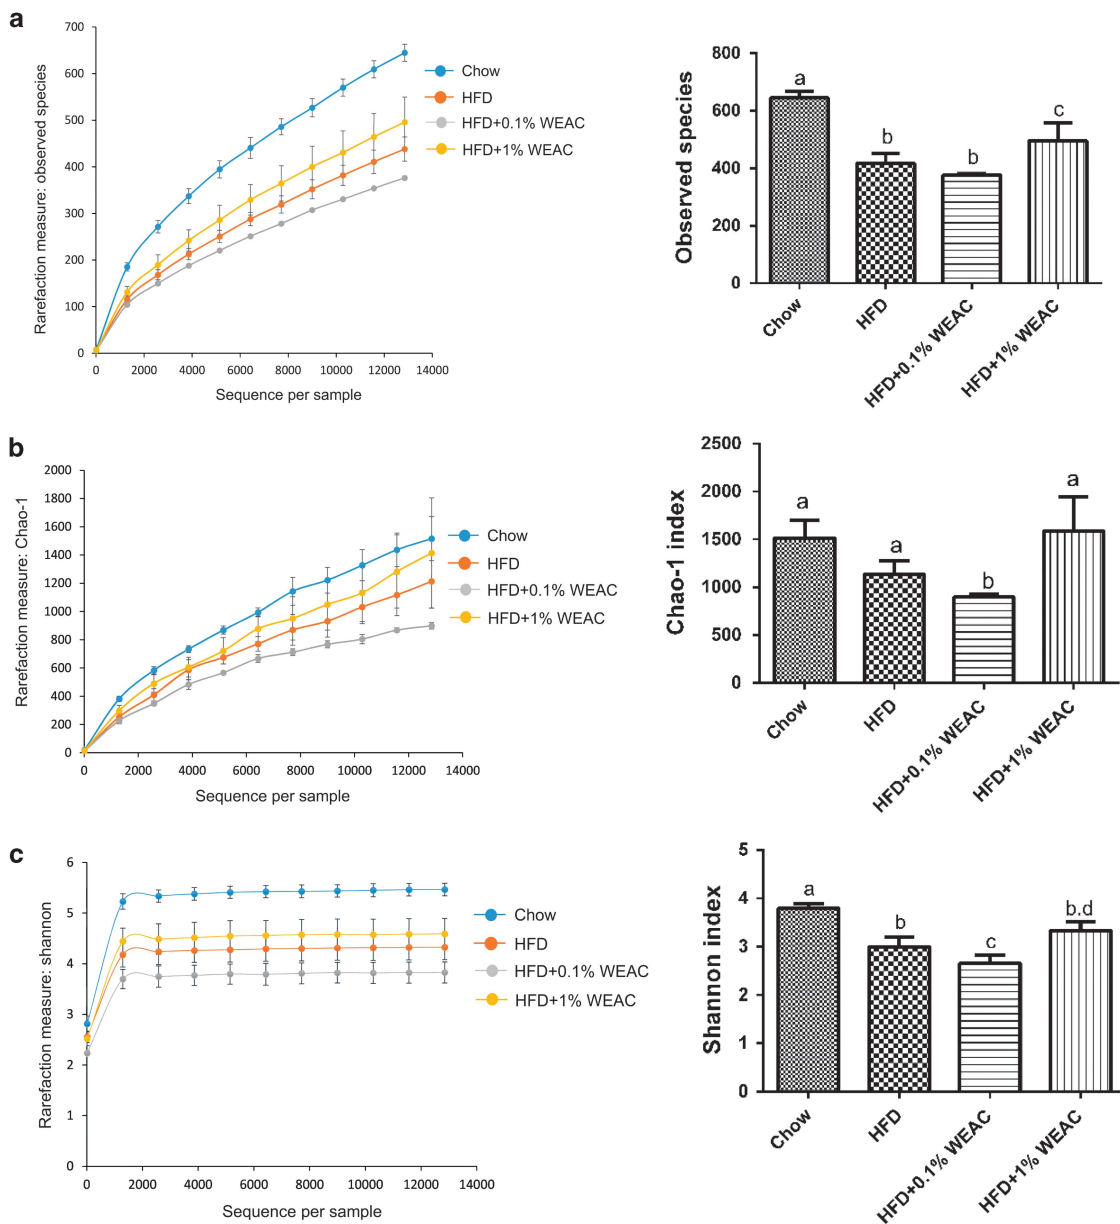 a
700
600
500
400
300
200
100
0
Rarefaction measure: observed species
0 2000 4000 6000 8000 10000 12000 14000
Sequence per sample
Chow
HFD
HFD+0.1% WEAC
HFD+1% WEAC
800
600
400
200
0
Observed species
a
b
b
c
Chow
HFD
HFD+0.1% WEAC
HFD+1% WEAC
b
2000
1800
1600
1400
1200
1000
800
600
400
200
0
Rarefaction measure: Chao-1
0 2000 4000 6000 8000 10000 12000 14000
Sequence per sample
Chow
HFD
HFD+0.1% WEAC
HFD+1% WEAC
2500
2000
1500
1000
500
0
Chao-1 index
a
a
b
a
Chow
HFD
HFD+0.1% WEAC
HFD+1% WEAC
c
6
5
4
3
2
1
0
Rarefaction measure: shannon
0 2000 4000 6000 8000 10000 12000 14000
Sequence per sample
Chow
HFD
HFD+0.1% WEAC
HFD+1% WEAC
5
4
3
2
1
0
Shannon index
a
b
c
b.d
Chow
HFD
HFD+0.1% WEAC
HFD+1% WEAC